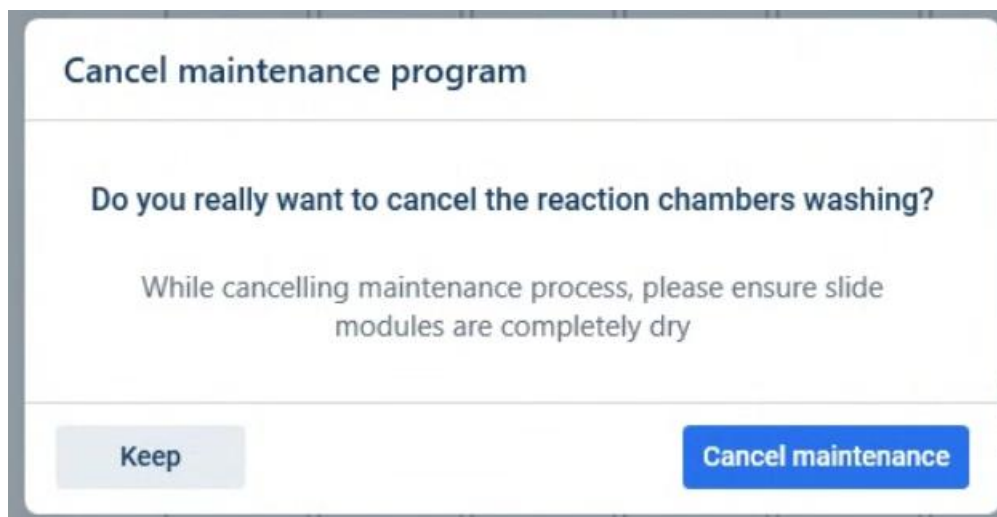 Cancel maintenance program
Do you really want to cancel the reaction chambers washing?
While cancelling maintenance process, please ensure slide
modules are completely dry
Keep
Cancel maintenance